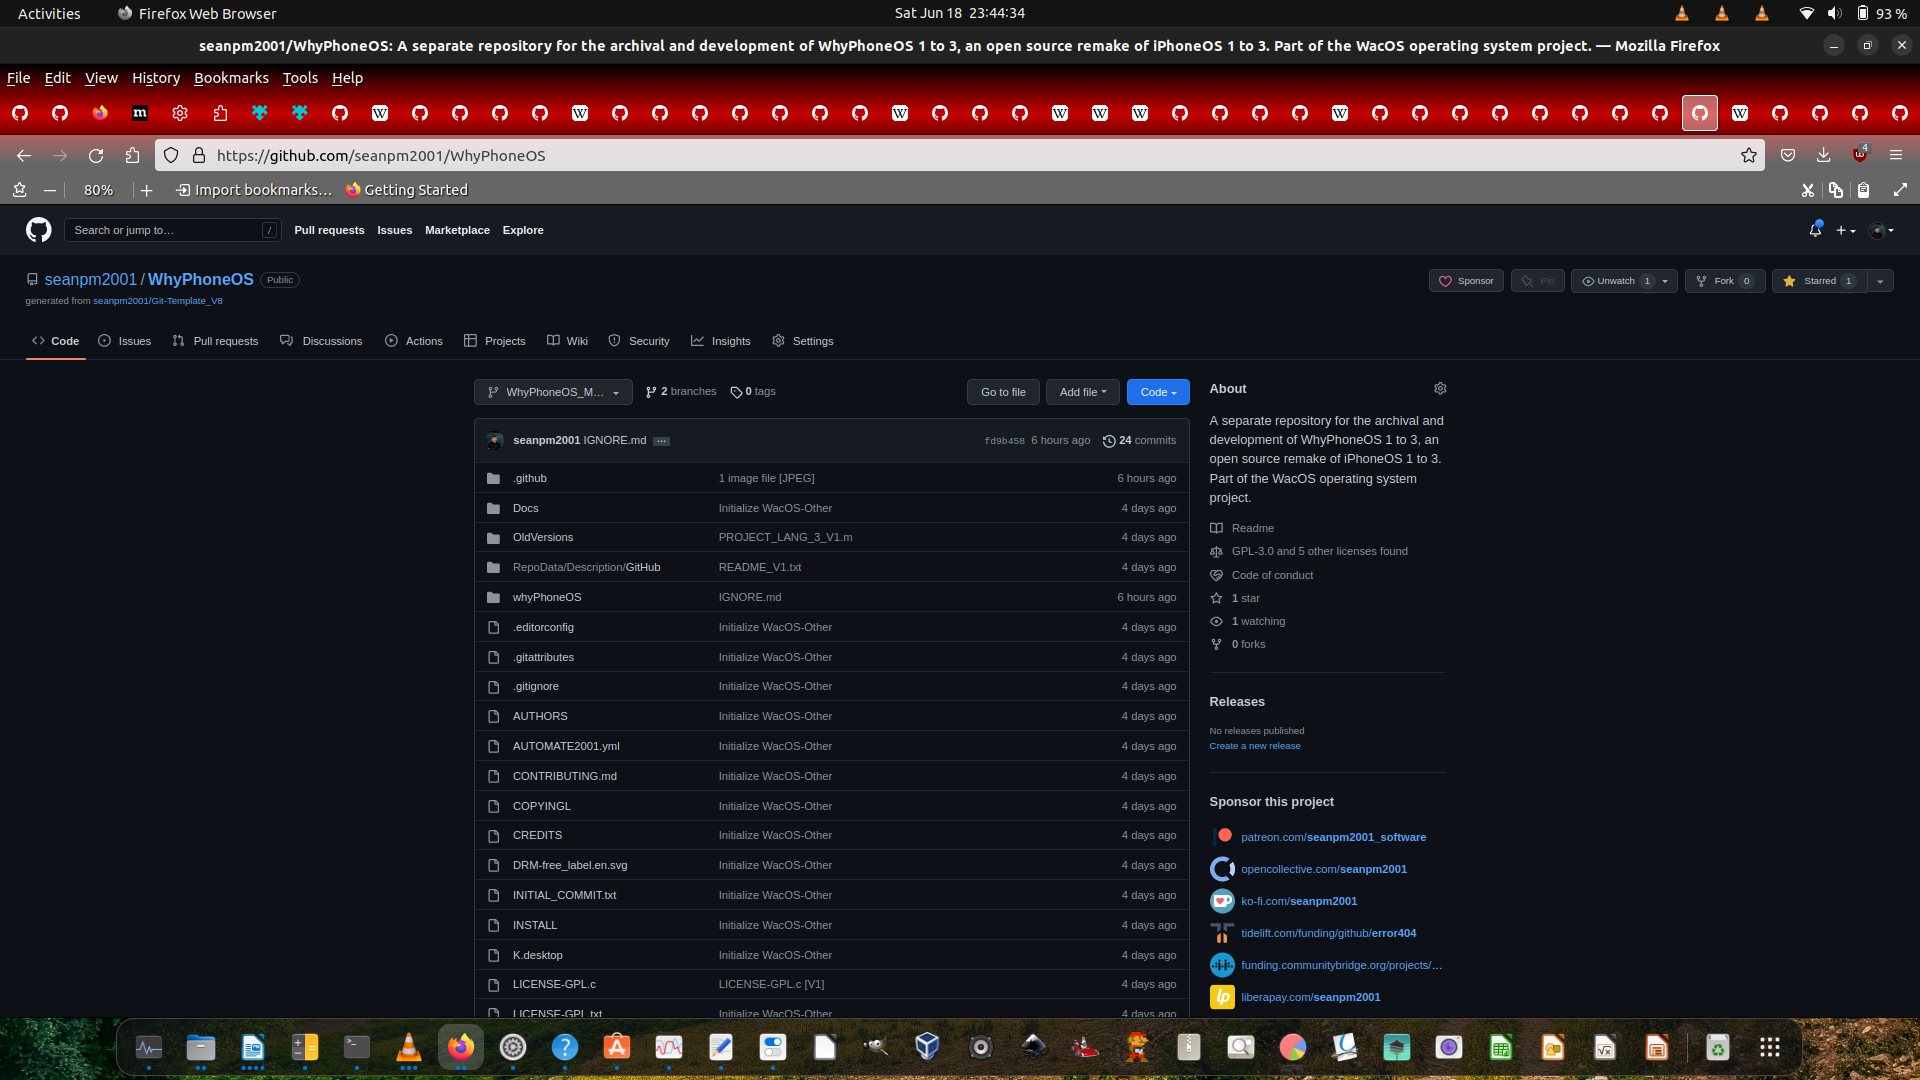 Activities
Firefox Web Browser
Sat Jun 18 23:44:34
93 %
seanpm2001/WhyPhoneOS: A separate repository for the archival and development of WhyPhoneOS 1 to 3, an open source remake of iPhoneOS 1 to 3. Part of the WacOS operating system project. — Mozilla Firefox
File Edit View History Bookmarks Tools Help
https://github.com/seanpm2001/WhyPhoneOS
4
80%
Import bookmarks…
Getting Started
Search or jump to…
/
Pull requests Issues Marketplace Explore
seanpm2001 / WhyPhoneOS
Public
Sponsor
Pin
Unwatch 1
Fork 0
Starred 1
generated from seanpm2001/Git-Template_V8
Code
Issues
Pull requests
Discussions
Actions
Projects
Wiki
Security
Insights
Settings
WhyPhoneOS_M…
2 branches
0 tags
Go to file
Add file
Code
seanpm2001 IGNORE.md
fd9b458 6 hours ago
24 commits
.github 1 image file [JPEG] 6 hours ago
Docs Initialize WacOS-Other 4 days ago
OldVersions PROJECT_LANG_3_V1.m 4 days ago
RepoData/Description/GitHub README_V1.txt 4 days ago
whyPhoneOS IGNORE.md 6 hours ago
.editorconfig Initialize WacOS-Other 4 days ago
.gitattributes Initialize WacOS-Other 4 days ago
.gitignore Initialize WacOS-Other 4 days ago
AUTHORS Initialize WacOS-Other 4 days ago
AUTOMATE2001.yml Initialize WacOS-Other 4 days ago
CONTRIBUTING.md Initialize WacOS-Other 4 days ago
COPYINGL Initialize WacOS-Other 4 days ago
CREDITS Initialize WacOS-Other 4 days ago
DRM-free_label.en.svg Initialize WacOS-Other 4 days ago
INITIAL_COMMIT.txt Initialize WacOS-Other 4 days ago
INSTALL Initialize WacOS-Other 4 days ago
K.desktop Initialize WacOS-Other 4 days ago
LICENSE-GPL.c LICENSE-GPL.c [V1] 4 days ago
LICENSE-GPL.txt Initialize WacOS-Other 4 days ago
About
A separate repository for the archival and
development of WhyPhoneOS 1 to 3, an
open source remake of iPhoneOS 1 to 3.
Part of the WacOS operating system
project.
Readme
GPL-3.0 and 5 other licenses found
Code of conduct
1 star
1 watching
0 forks
Releases
No releases published
Create a new release
Sponsor this project
patreon.com/seanpm2001_software
opencollective.com/seanpm2001
ko-fi.com/seanpm2001
tidelift.com/funding/github/error404
funding.communitybridge.org/projects/…
liberapay.com/seanpm2001